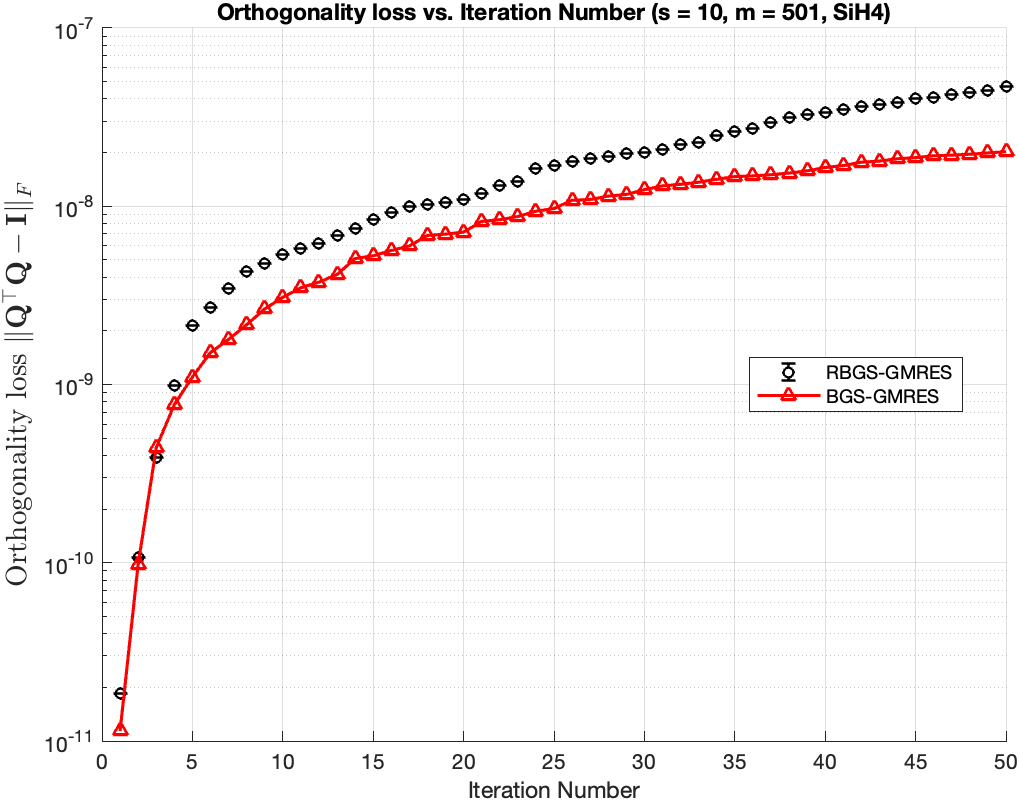 Orthogonality loss vs. Iteration Number (s = 10, m = 501, SiH4)
Orthogonality loss ||Q⊤Q − I||_F
10^-7
10^-8
10^-9
10^-10
10^-11
RBGS-GMRES
BGS-GMRES
0 5 10 15 20 25 30 35 40 45 50
Iteration Number